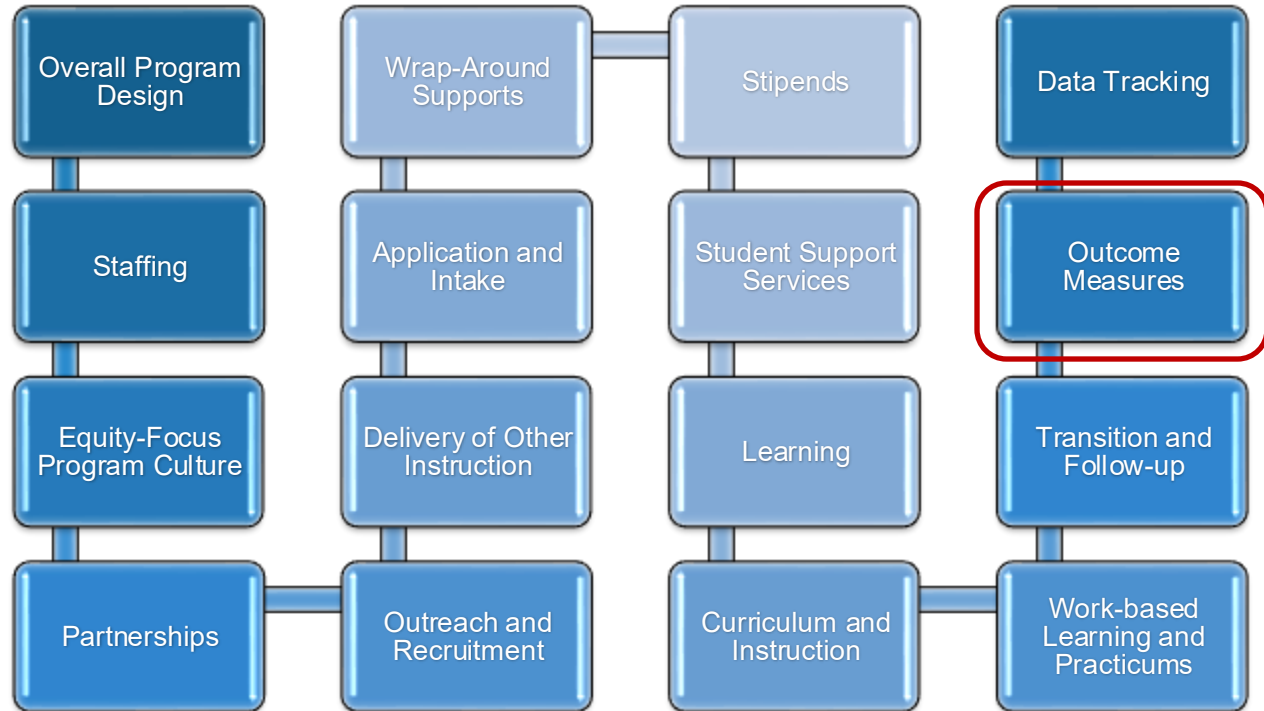 Overall Program
Design
Staffing
Equity-Focus
Program Culture
Partnerships
Outreach and
Recruitment
Delivery of Other
Instruction
Application and
Intake
Wrap-Around
Supports
Stipends
Student Support
Services
Learning
Curriculum and
Instruction
Work-based
Learning and
Practicums
Transition and
Follow-up
Outcome
Measures
Data Tracking